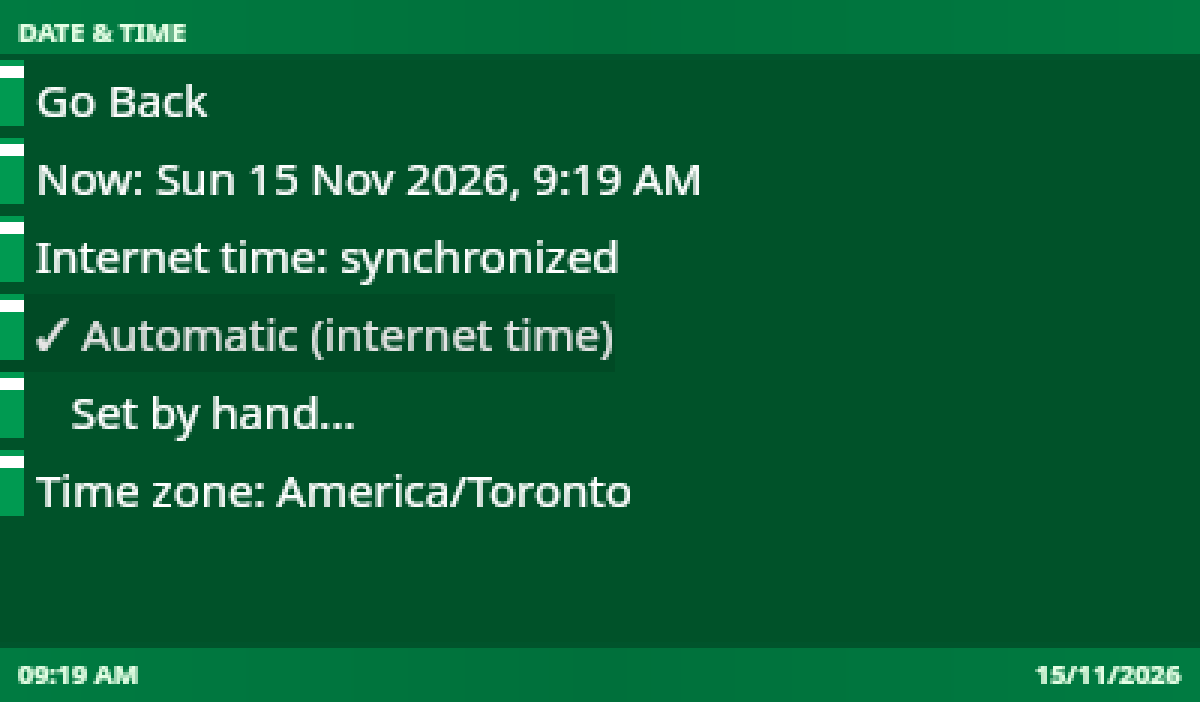 DATE & TIME
Go Back
Now: Sun 15 Nov 2026, 9:19 AM
Internet time: synchronized
✓ Automatic (internet time)
Set by hand...
Time zone: America/Toronto
09:19 AM
15/11/2026